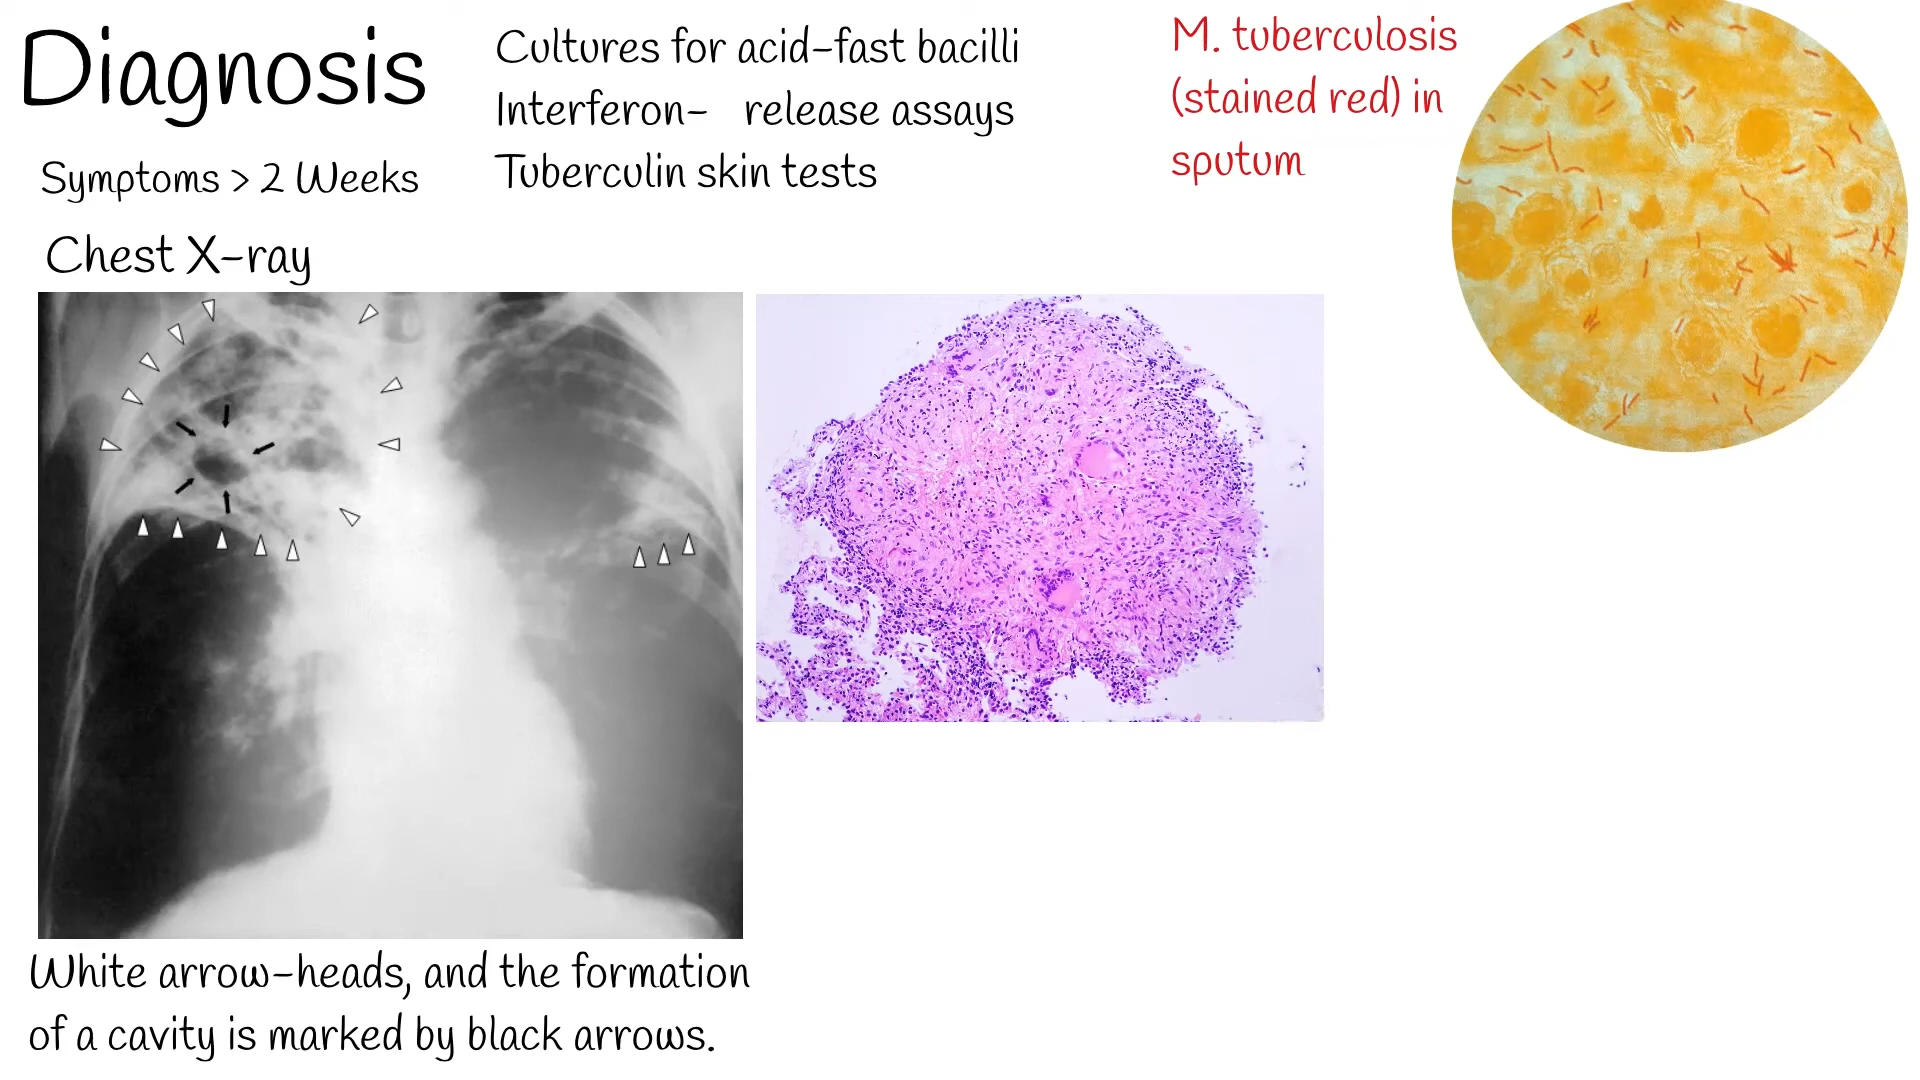 Diagnosis
Symptoms > 2 Weeks
Chest X-ray
Cultures for acid-fast bacilli
Interferon- release assays
Tuberculin skin tests
M. tuberculosis
(stained red) in
sputum
White arrow-heads, and the formation
of a cavity is marked by black arrows.